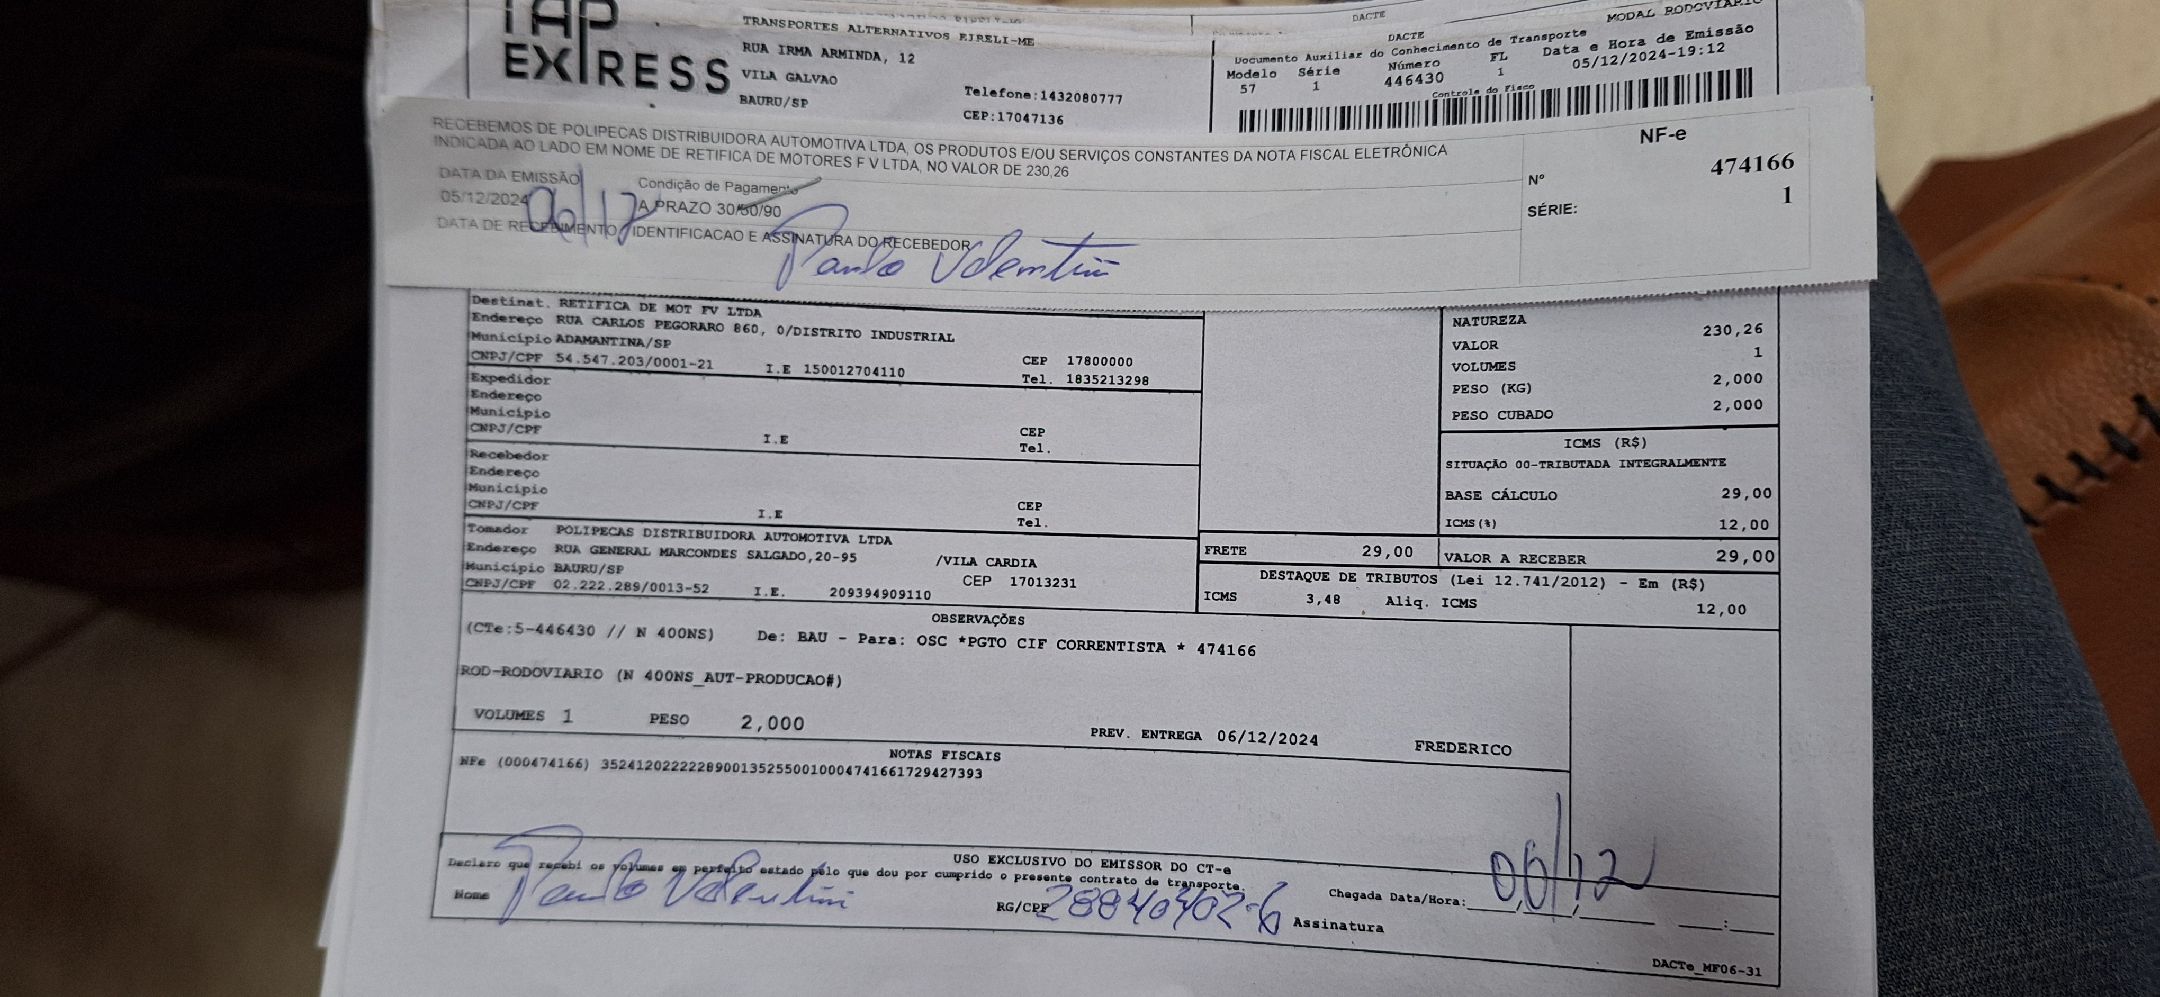 TAP
EXPRESS
TRANSPORTES ALTERNATIVOS EIRELI-ME
RUA IRMA ARMINDA, 12
VILA GALVAO
BAURU/SP
Telefone:1432080777
CEP:17047136
DACTE
MODAL RODOVIARIO
DACTE
Documento Auxiliar do Conhecimento de Transporte
Modelo Série Número FL Data e Hora de Emissão
57 1 446430 1 05/12/2024-19:12
Controle do Fisco
RECEBEMOS DE POLIPECAS DISTRIBUIDORA AUTOMOTIVA LTDA, OS PRODUTOS E/OU SERVIÇOS CONSTANTES DA NOTA FISCAL ELETRÔNICA
INDICADA AO LADO EM NOME DE RETIFICA DE MOTORES F V LTDA, NO VALOR DE 230,26
DATA DA EMISSÃO Condição de Pagamento
05/12/2024 A PRAZO 30/60/90
06/12
DATA DE RECEBIMENTO IDENTIFICACAO E ASSINATURA DO RECEBEDOR
Paulo Valentini
NF-e
Nº 474166
SÉRIE: 1
Destinat. RETIFICA DE MOT FV LTDA
Endereço RUA CARLOS PEGORARO 860, 0/DISTRITO INDUSTRIAL
Município ADAMANTINA/SP
CNPJ/CPF 54.547.203/0001-21 I.E 150012704110
CEP 17800000
Tel. 1835213298
Expedidor
Endereço
Município
CNPJ/CPF I.E
CEP
Tel.
Recebedor
Endereço
Município
CNPJ/CPF I.E
CEP
Tel.
Tomador POLIPECAS DISTRIBUIDORA AUTOMOTIVA LTDA
Endereço RUA GENERAL MARCONDES SALGADO,20-95 /VILA CARDIA
Município BAURU/SP CEP 17013231
CNPJ/CPF 02.222.289/0013-52 I.E. 209394909110
NATUREZA
VALOR 230,26
VOLUMES 1
PESO (KG) 2,000
PESO CUBADO 2,000
ICMS (R$)
SITUAÇÃO 00-TRIBUTADA INTEGRALMENTE
BASE CÁLCULO 29,00
ICMS(%) 12,00
FRETE 29,00 VALOR A RECEBER 29,00
DESTAQUE DE TRIBUTOS (Lei 12.741/2012) - Em (R$)
ICMS 3,48 Aliq. ICMS 12,00
OBSERVAÇÕES
(CTe:5-446430 // N 400NS) De: BAU - Para: OSC *PGTO CIF CORRENTISTA * 474166
ROD-RODOVIARIO (N 400NS_AUT-PRODUCAO#)
VOLUMES 1 PESO 2,000
PREV. ENTREGA 06/12/2024 FREDERICO
NOTAS FISCAIS
NFe (000474166) 35241202222289001352550010004741661729427393
USO EXCLUSIVO DO EMISSOR DO CT-e
Declaro que recebi os volumes em perfeito estado pelo que dou por cumprido o presente contrato de transporte.
Nome Paulo Valentini RG/CPF 28840402-6 Assinatura
Chegada Data/Hora: 06/12
DACTe_MF06-31